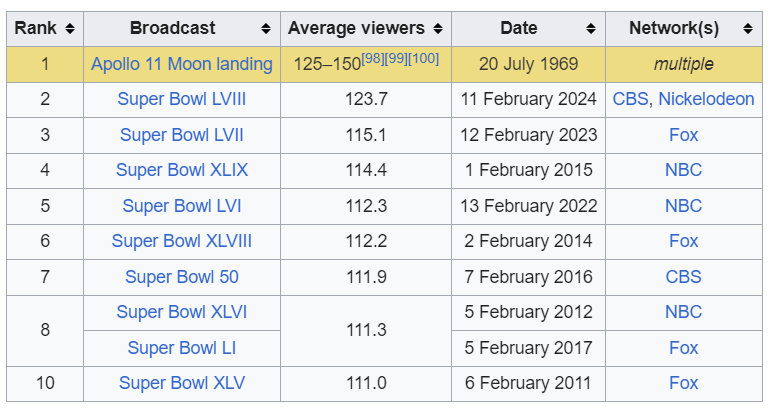 Rank Broadcast Average viewers Date Network(s)
1 Apollo 11 Moon landing 125–150[98][99][100] 20 July 1969 multiple
2 Super Bowl LVIII 123.7 11 February 2024 CBS, Nickelodeon
3 Super Bowl LVII 115.1 12 February 2023 Fox
4 Super Bowl XLIX 114.4 1 February 2015 NBC
5 Super Bowl LVI 112.3 13 February 2022 NBC
6 Super Bowl XLVIII 112.2 2 February 2014 Fox
7 Super Bowl 50 111.9 7 February 2016 CBS
8 Super Bowl XLVI 111.3 5 February 2012 NBC
Super Bowl LI 5 February 2017 Fox
10 Super Bowl XLV 111.0 6 February 2011 Fox